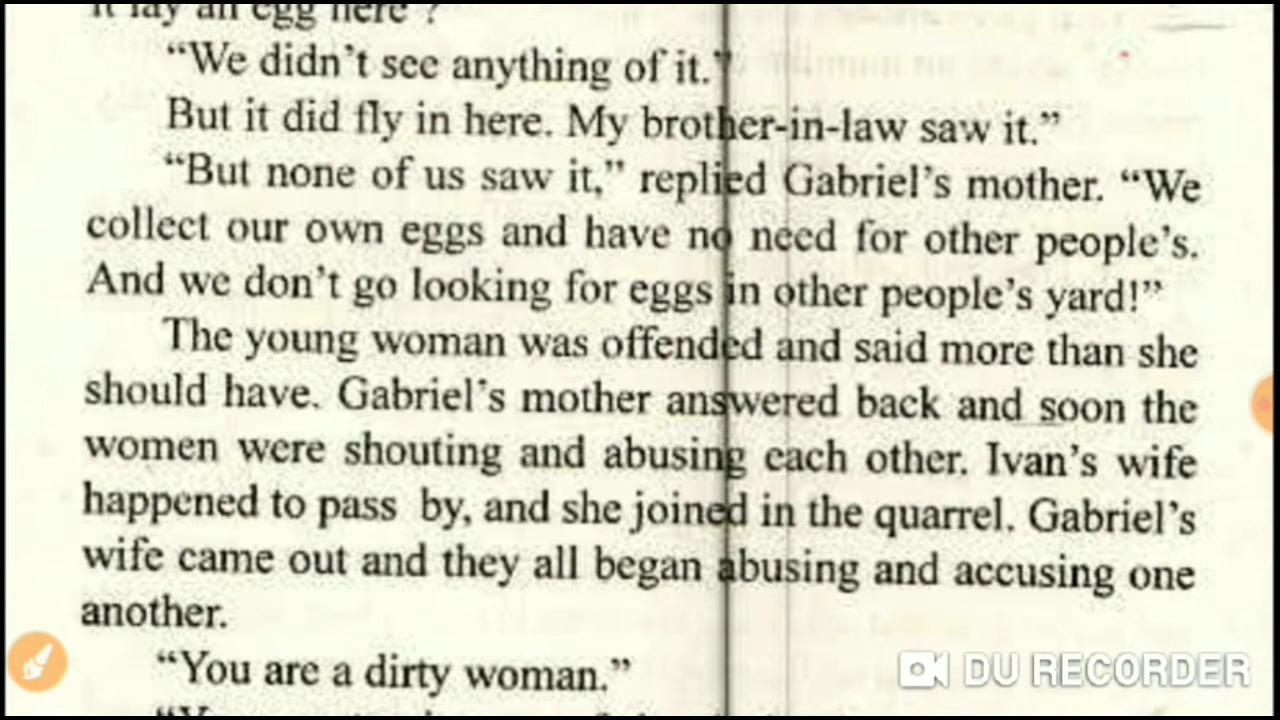 it lay an egg here ?
“We didn’t see anything of it.”
But it did fly in here. My brother-in-law saw it.”
“But none of us saw it,” replied Gabriel’s mother. “We
collect our own eggs and have no need for other people’s.
And we don’t go looking for eggs in other people’s yard!”
The young woman was offended and said more than she
should have. Gabriel’s mother answered back and soon the
women were shouting and abusing each other. Ivan’s wife
happened to pass by, and she joined in the quarrel. Gabriel’s
wife came out and they all began abusing and accusing one
another.
“You are a dirty woman.”
DU RECORDER